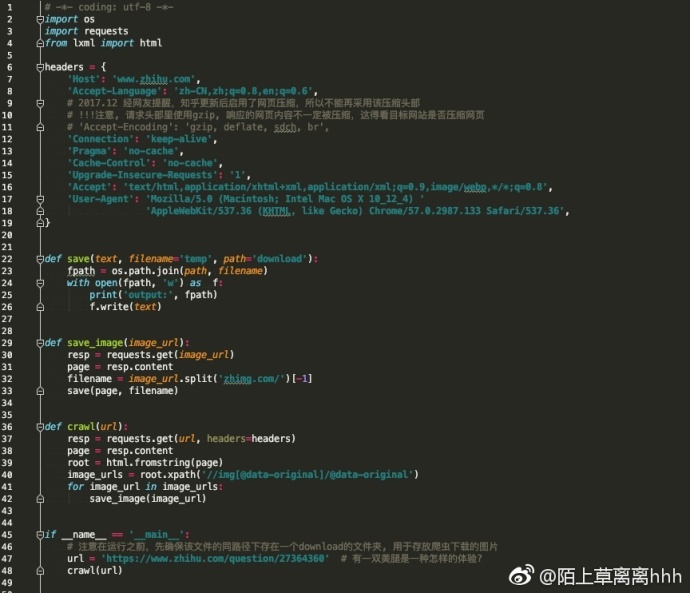 1 # -*- coding: utf-8 -*-
2 import os
3 import requests
4 from lxml import html
5
6 headers = {
7 'Host': 'www.zhihu.com',
8 'Accept-Language': 'zh-CN,zh;q=0.8,en;q=0.6',
9 # 2017.12 经网友提醒，知乎更新后启用了网页压缩，所以不能再采用该压缩头部
10 # !!!注意, 请求头部里使用gzip, 响应的网页内容不一定被压缩，这得看目标网站是否压缩网页
11 # 'Accept-Encoding': 'gzip, deflate, sdch, br',
12 'Connection': 'keep-alive',
13 'Pragma': 'no-cache',
14 'Cache-Control': 'no-cache',
15 'Upgrade-Insecure-Requests': '1',
16 'Accept': 'text/html,application/xhtml+xml,application/xml;q=0.9,image/webp,*/*;q=0.8',
17 'User-Agent': 'Mozilla/5.0 (Macintosh; Intel Mac OS X 10_12_4) '
18 'AppleWebKit/537.36 (KHTML, like Gecko) Chrome/57.0.2987.133 Safari/537.36',
19 }
20
21
22 def save(text, filename='temp', path='download'):
23 fpath = os.path.join(path, filename)
24 with open(fpath, 'w') as f:
25 print('output:', fpath)
26 f.write(text)
27
28
29 def save_image(image_url):
30 resp = requests.get(image_url)
31 page = resp.content
32 filename = image_url.split('zhimg.com/')[-1]
33 save(page, filename)
34
35
36 def crawl(url):
37 resp = requests.get(url, headers=headers)
38 page = resp.content
39 root = html.fromstring(page)
40 image_urls = root.xpath('//img[@data-original]/@data-original')
41 for image_url in image_urls:
42 save_image(image_url)
43
44
45 if __name__ == '__main__':
46 # 注意在运行之前，先确保该文件的同路径下存在一个download的文件夹, 用于存放爬虫下载的图片
47 url = 'https://www.zhihu.com/question/27364360' # 有一双美腿是一种怎样的体验?
48 crawl(url)
49
@陌上草离离hhh